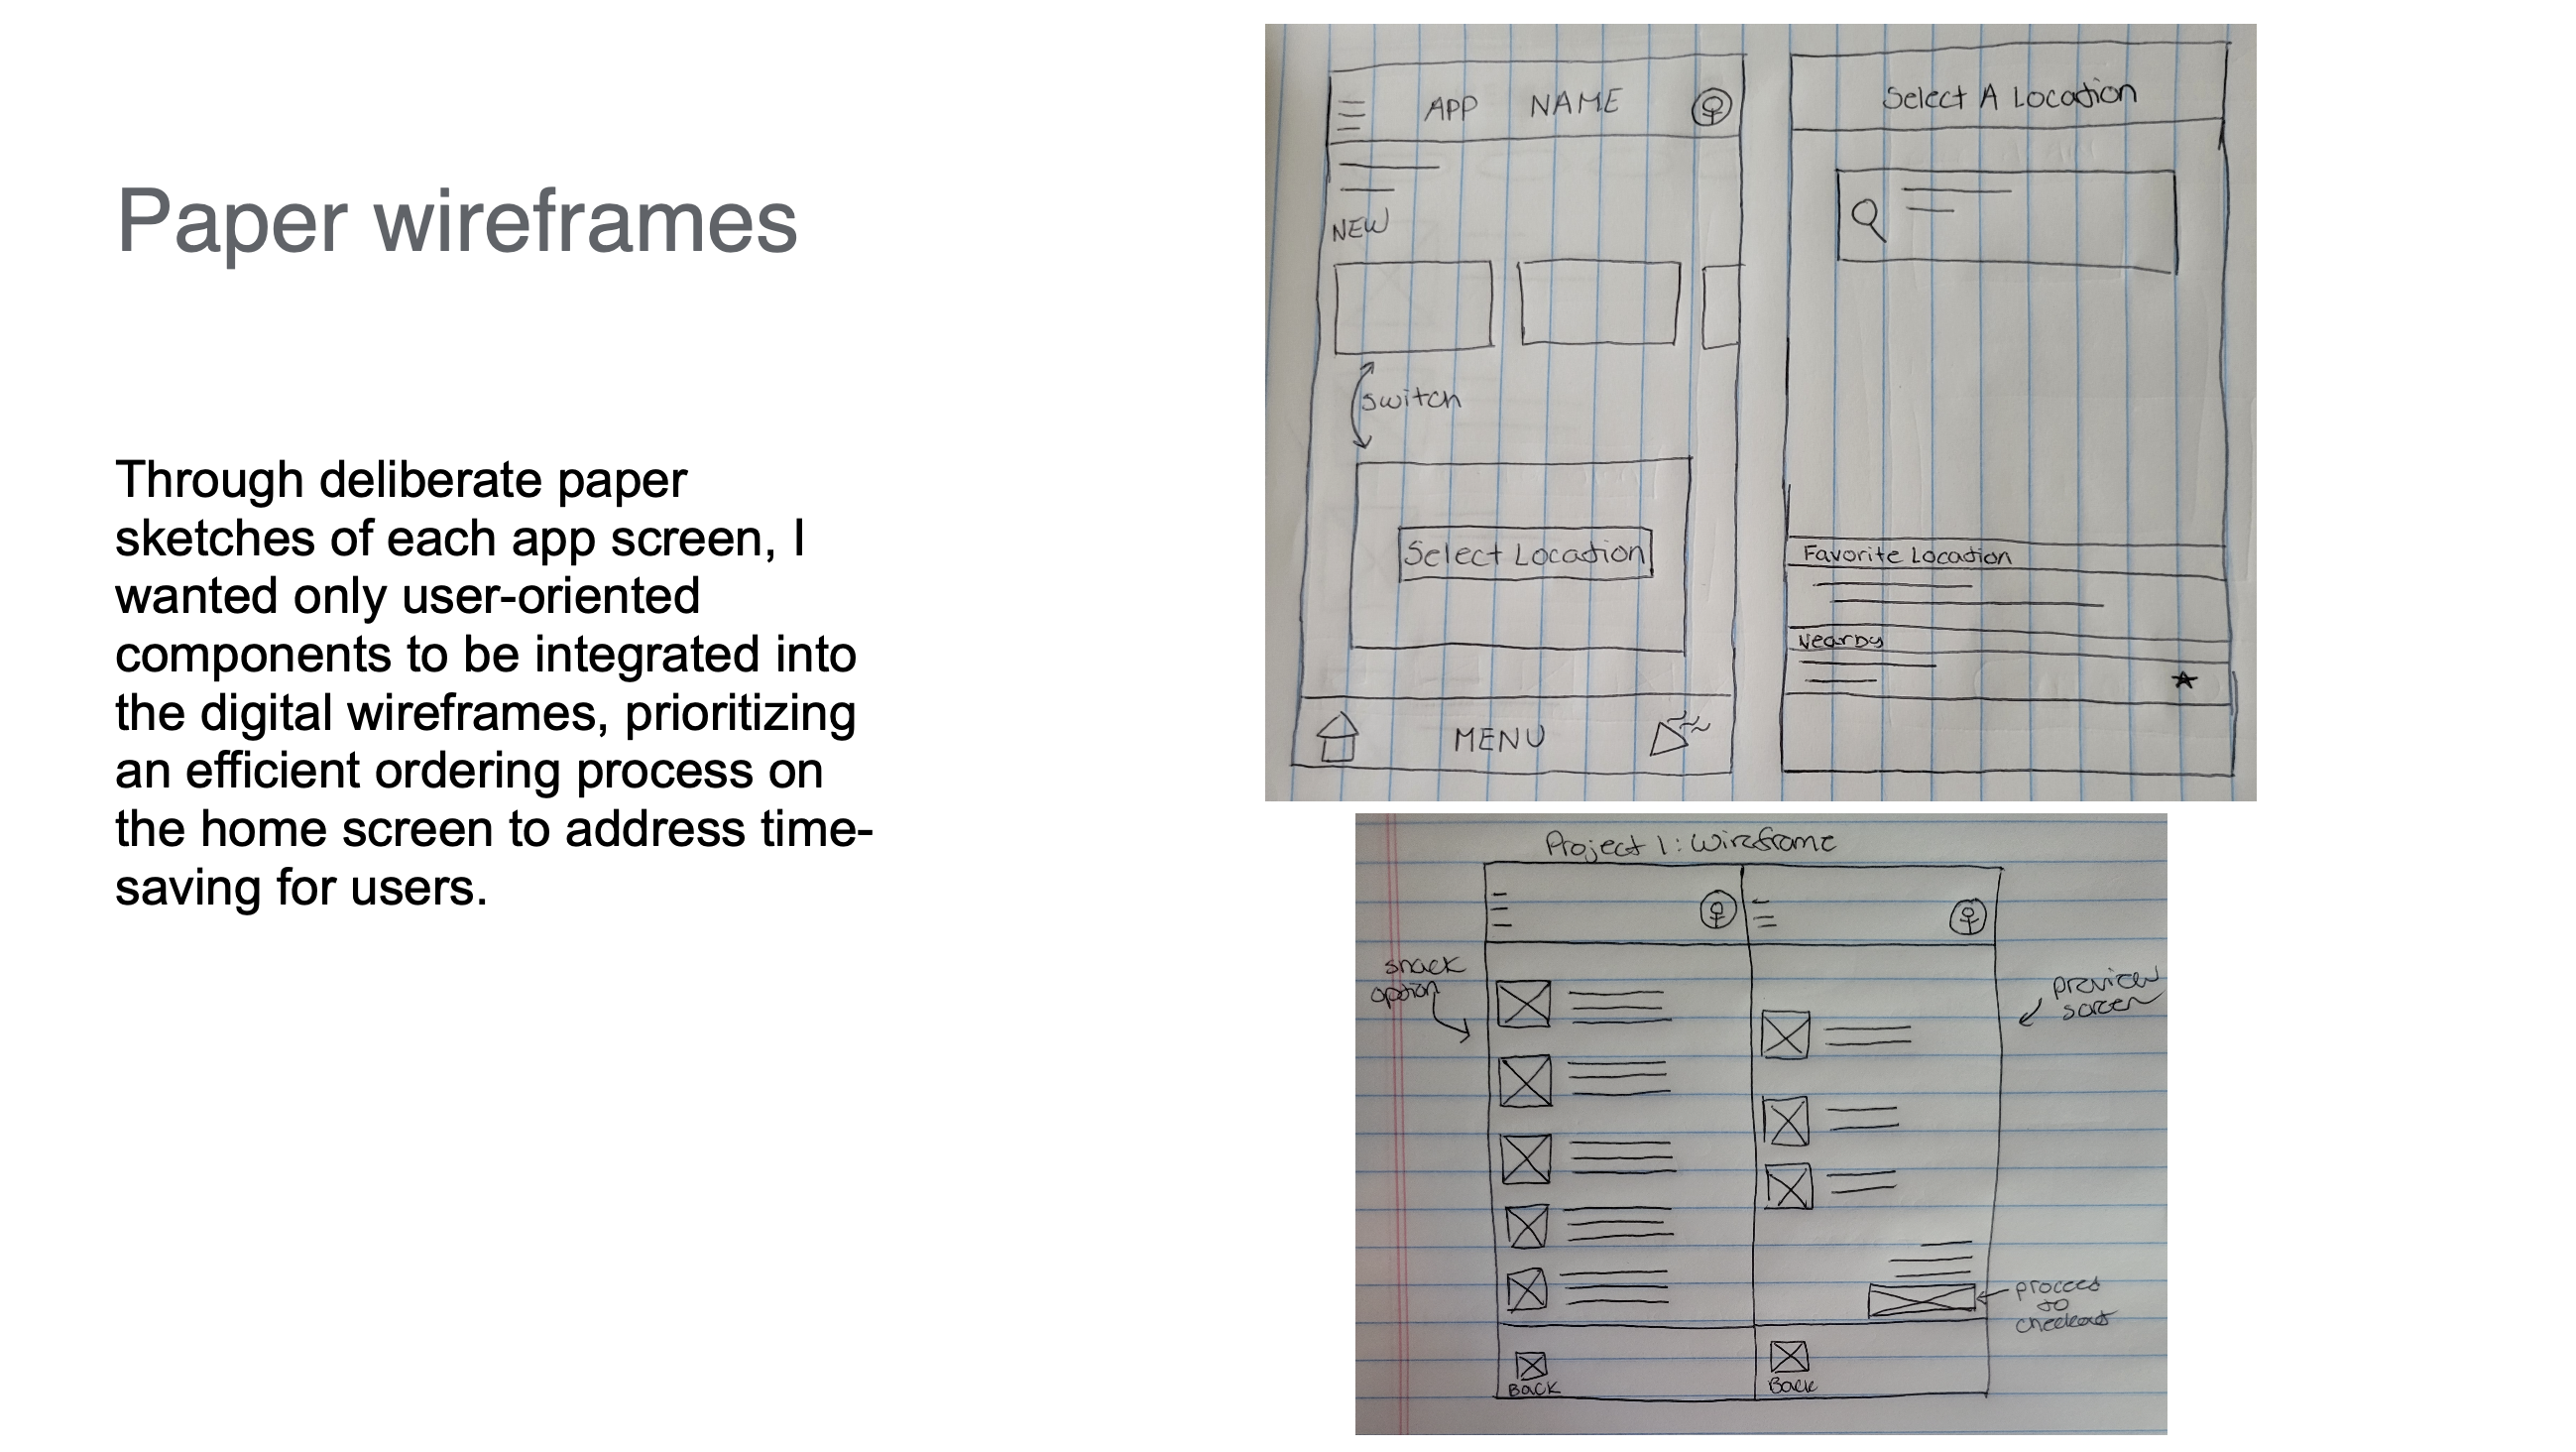 Paper wireframes
Through deliberate paper
sketches of each app screen, I
wanted only user-oriented
components to be integrated into
the digital wireframes, prioritizing
an efficient ordering process on
the home screen to address time-
saving for users.
APP NAME
NEW
switch
Select Location
MENU
Select A Location
Favorite Location
Nearby
Project 1: Wireframe
snack
option
preview
screen
proceed
to
checkout
Back
Back